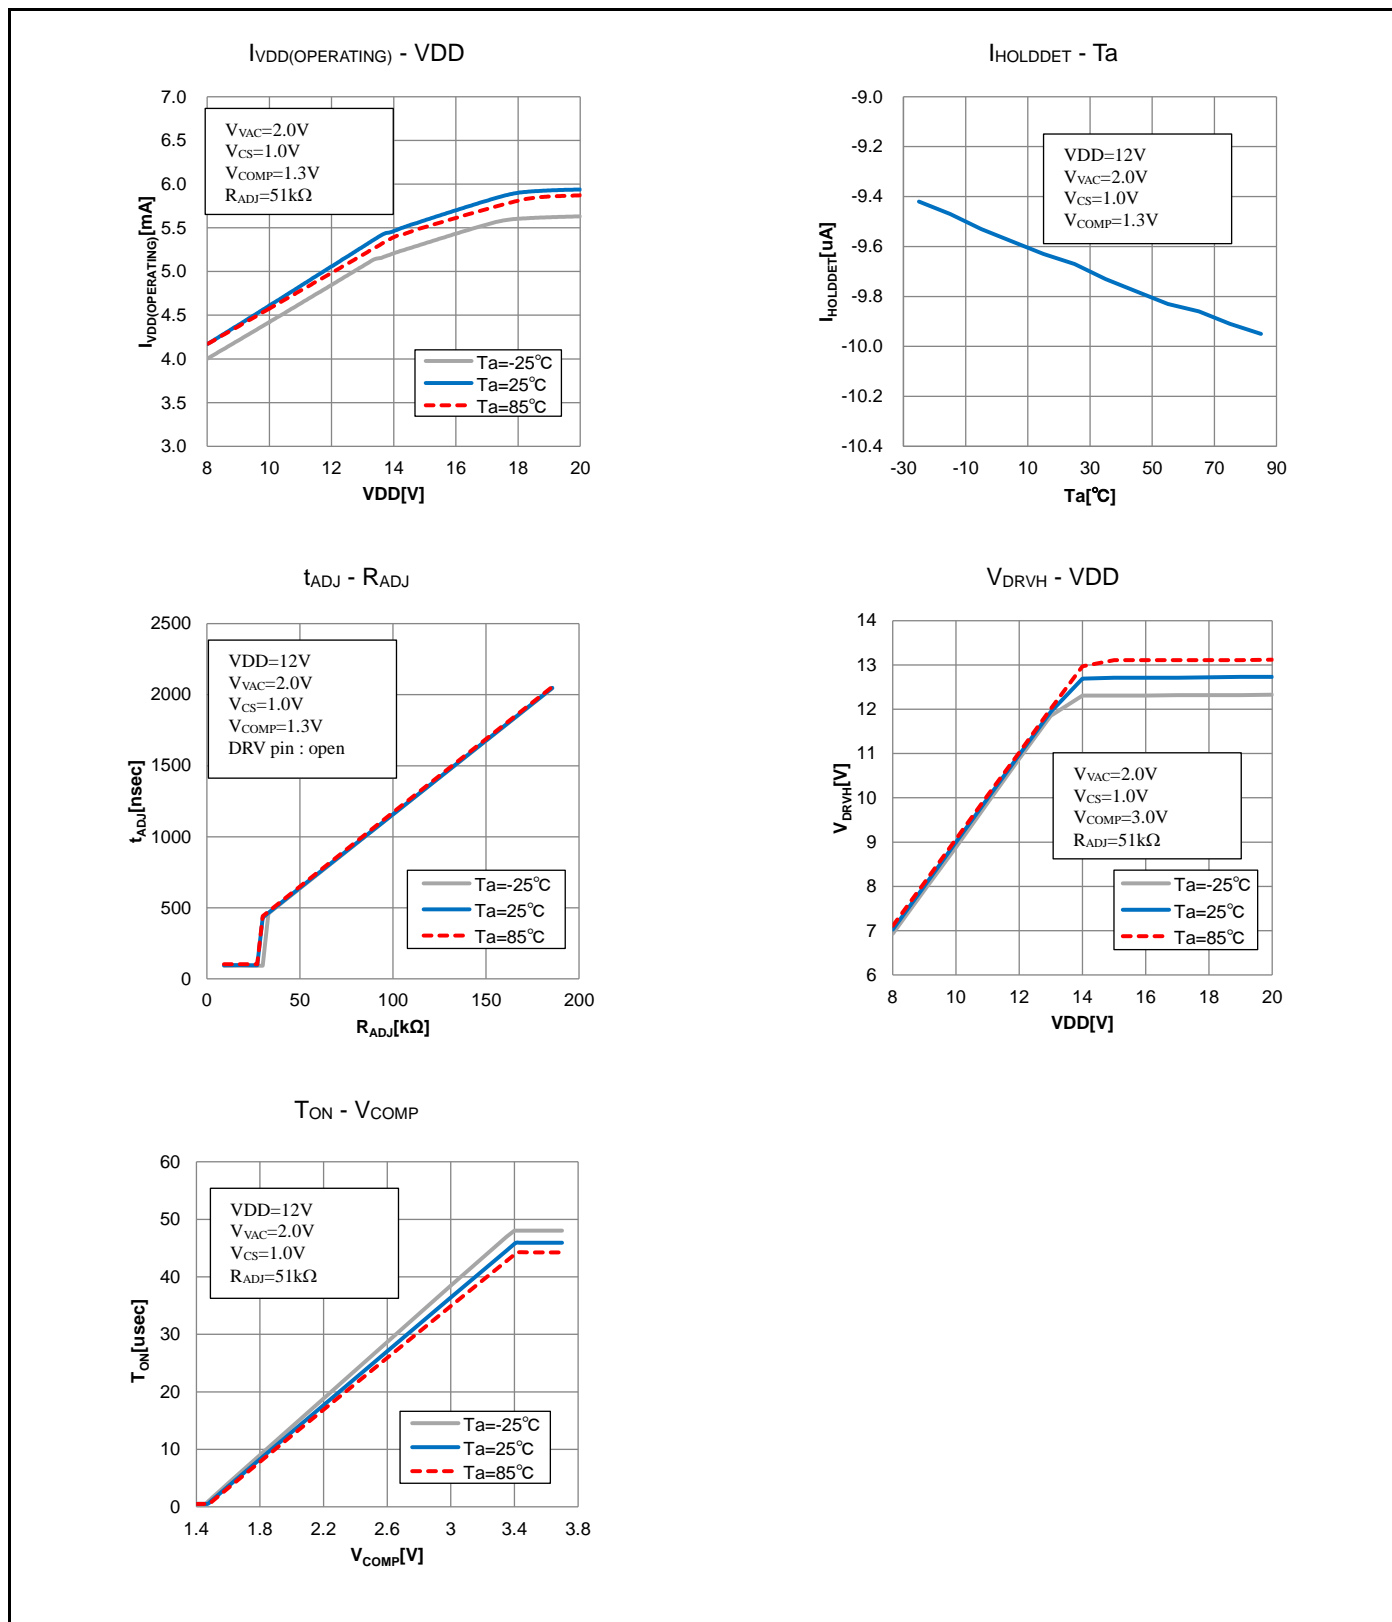 IVDD(OPERATING) - VDD
7.0
6.5
6.0
5.5
5.0
4.5
4.0
3.5
3.0
IVDD(OPERATING)[mA]
VVAC=2.0V
VCS=1.0V
VCOMP=1.3V
RADJ=51kΩ
Ta=-25℃
Ta=25℃
Ta=85℃
8 10 12 14 16 18 20
VDD[V]
IHOLDDET - Ta
-9.0
-9.2
-9.4
-9.6
-9.8
-10.0
-10.2
-10.4
IHOLDDET[uA]
VDD=12V
VVAC=2.0V
VCS=1.0V
VCOMP=1.3V
-30 -10 10 30 50 70 90
Ta[℃]
tADJ - RADJ
2500
2000
1500
1000
500
0
tADJ[nsec]
VDD=12V
VVAC=2.0V
VCS=1.0V
VCOMP=1.3V
DRV pin : open
Ta=-25℃
Ta=25℃
Ta=85℃
0 50 100 150 200
RADJ[kΩ]
VDRVH - VDD
14
13
12
11
10
9
8
7
6
VDRVH[V]
VVAC=2.0V
VCS=1.0V
VCOMP=3.0V
RADJ=51kΩ
Ta=-25℃
Ta=25℃
Ta=85℃
8 10 12 14 16 18 20
VDD[V]
TON - VCOMP
60
50
40
30
20
10
0
TON[usec]
VDD=12V
VVAC=2.0V
VCS=1.0V
RADJ=51kΩ
Ta=-25℃
Ta=25℃
Ta=85℃
1.4 1.8 2.2 2.6 3 3.4 3.8
VCOMP[V]